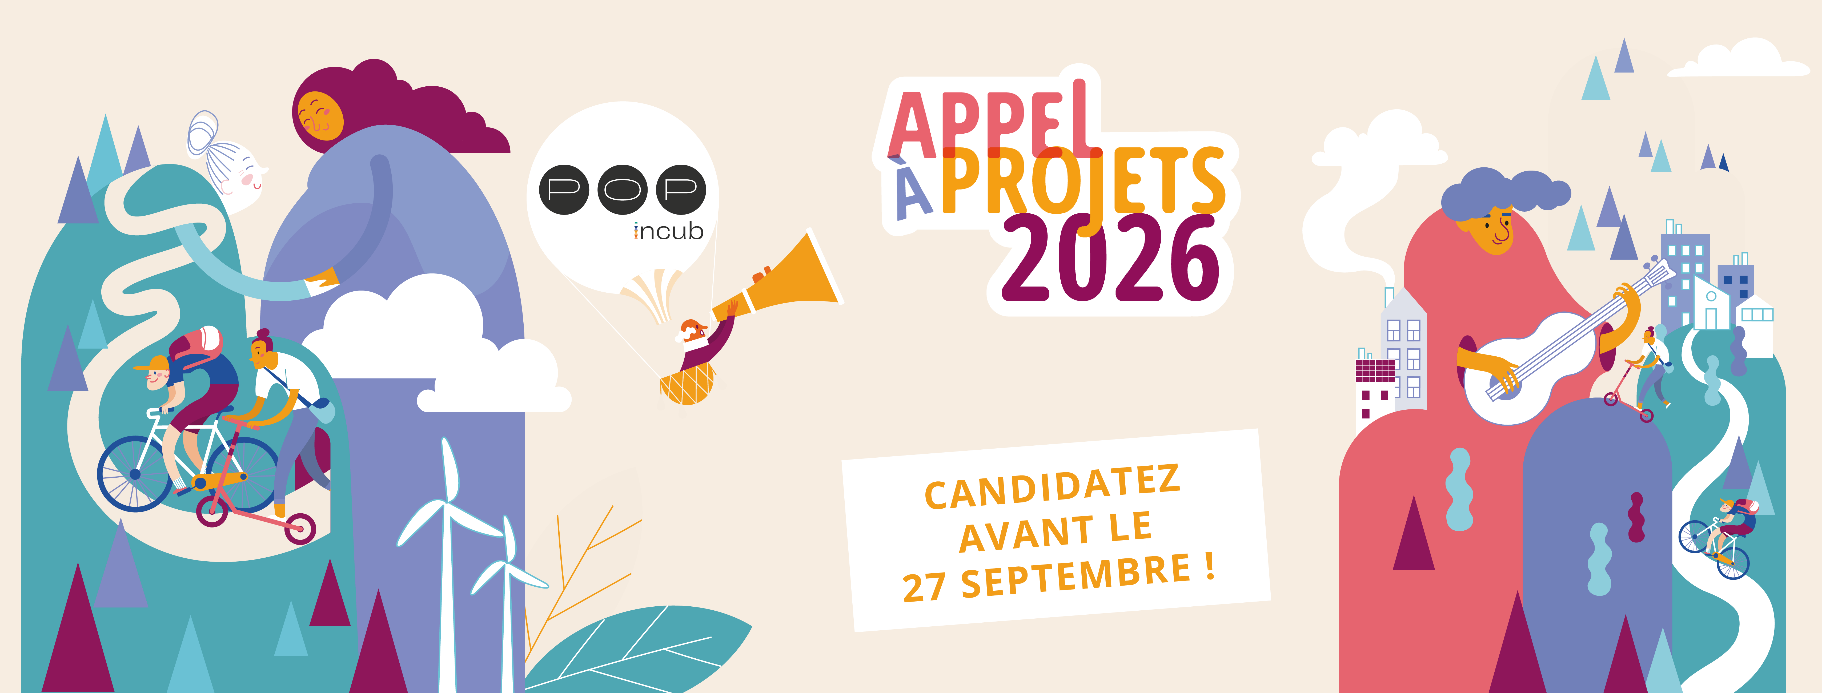 POP
incub
APPEL
À PROJETS
2026
CANDIDATEZ
AVANT LE
27 SEPTEMBRE !